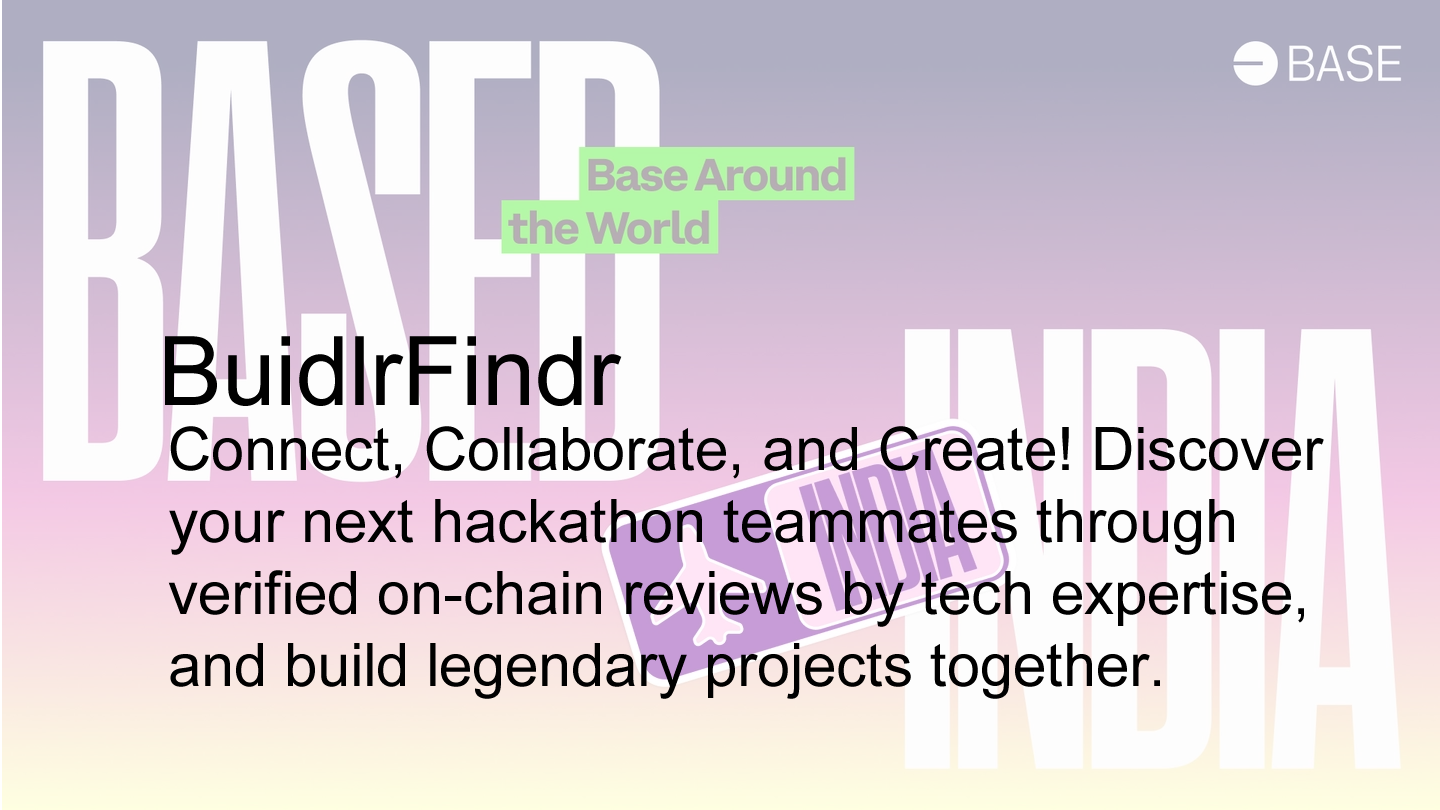 BASED
BASE
Base Around
the World
BuidlrFindr
INDIA
Connect, Collaborate, and Create! Discover
your next hackathon teammates through
verified on-chain reviews by tech expertise,
and build legendary projects together.
INDIA